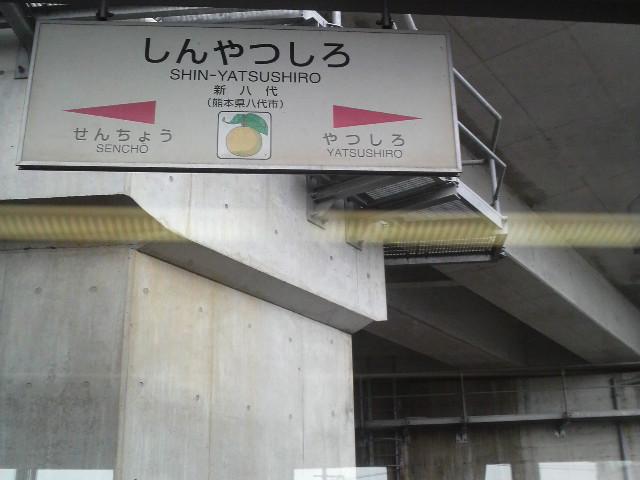 しんやつしろ
SHIN-YATSUSHIRO
新八代
(熊本県八代市)
せんちょう
SENCHO
やつしろ
YATSUSHIRO